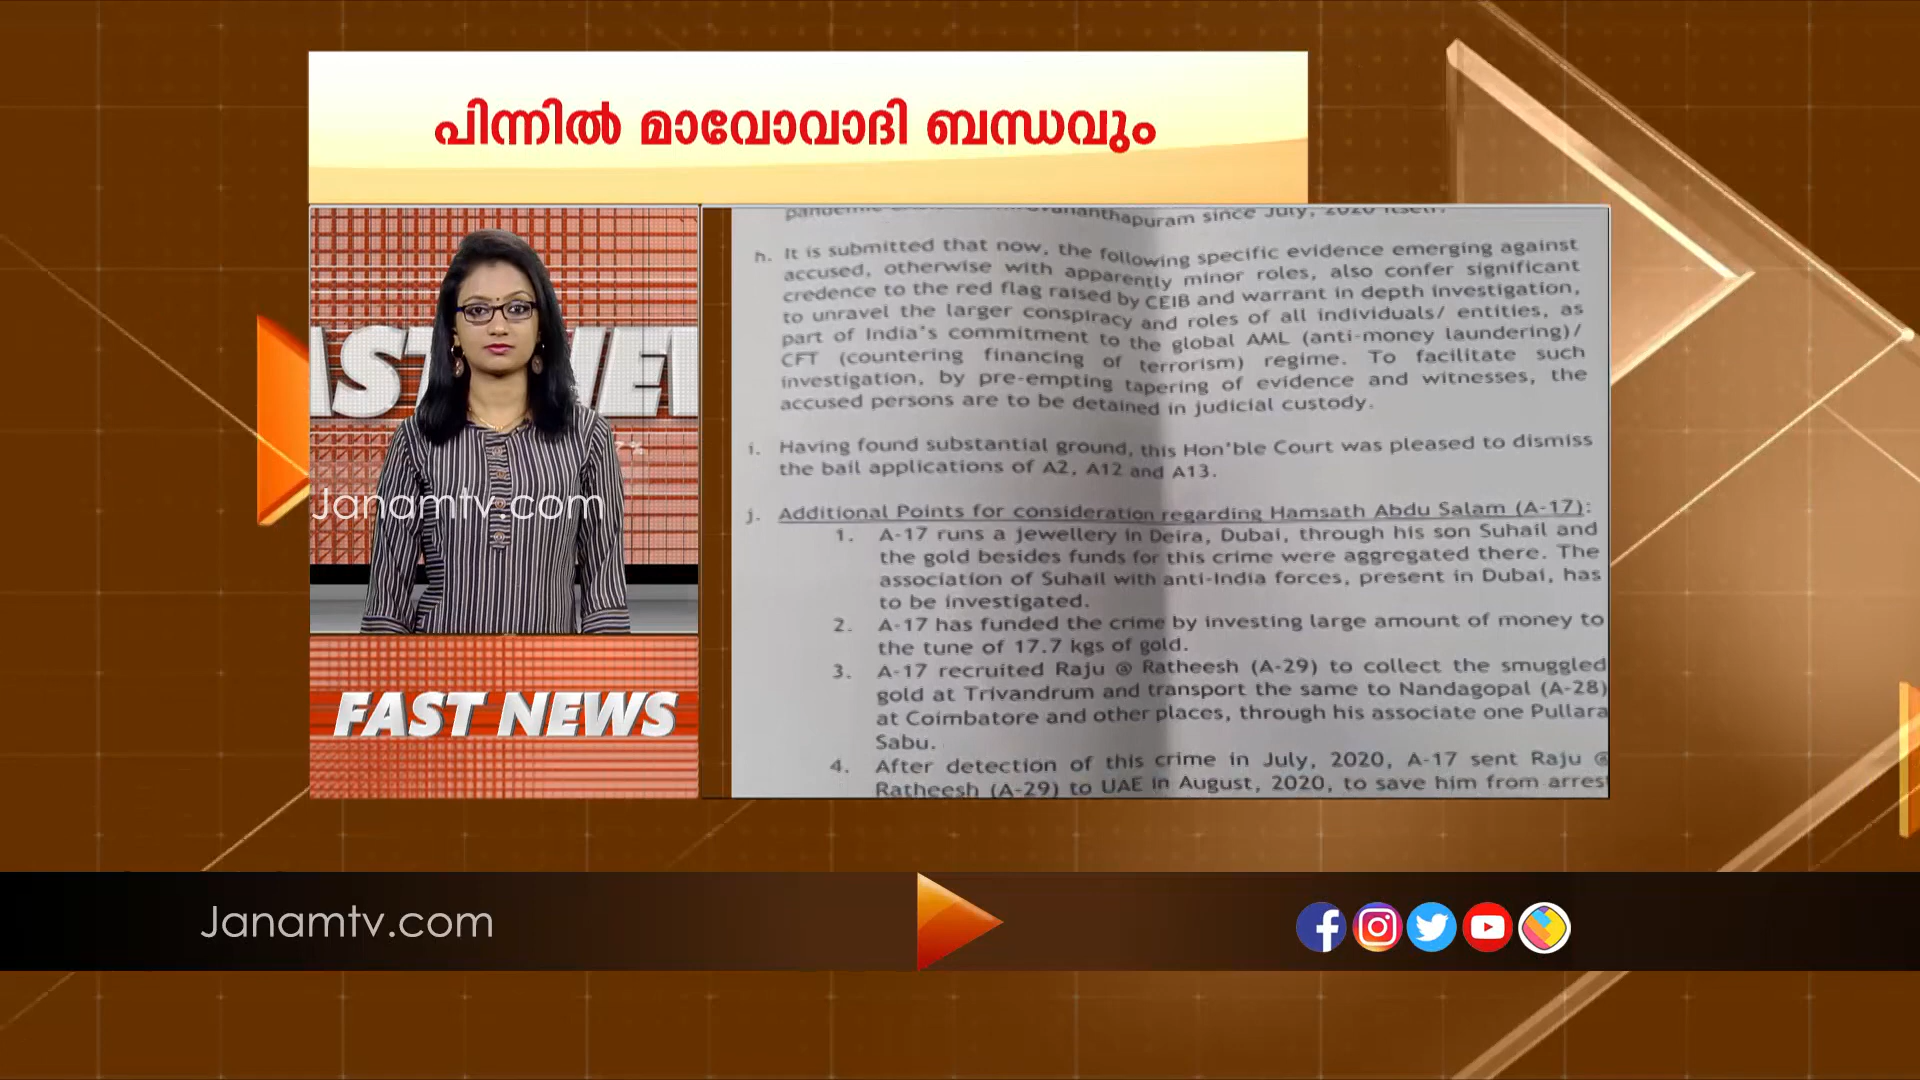 പിന്നിൽ മാവോവാദി ബന്ധവും
since July, 2020 itself.
h. It is submitted that now, the following specific evidence emerging against
accused, otherwise with apparently minor roles, also confer significant
credence to the red flag raised by CEIB and warrant in depth investigation,
to unravel the larger conspiracy and roles of all individuals/ entities, as
part of India's commitment to the global AML (anti-money laundering)/
CFT (countering financing of terrorism) regime. To facilitate such
investigation, by pre-empting tapering of evidence and witnesses, the
accused persons are to be detained in judicial custody.
i. Having found substantial ground, this Hon'ble Court was pleased to dismiss
the bail applications of A2, A12 and A13.
j. Additional Points for consideration regarding Hamsath Abdu Salam (A-17):
1. A-17 runs a jewellery in Deira, Dubai, through his son Suhail and
the gold besides funds for this crime were aggregated there. The
association of Suhail with anti-India forces, present in Dubai, has
to be investigated.
2. A-17 has funded the crime by investing large amount of money to
the tune of 17.7 kgs of gold.
3. A-17 recruited Raju @ Ratheesh (A-29) to collect the smuggled
gold at Trivandrum and transport the same to Nandagopal (A-28)
at Coimbatore and other places, through his associate one Pullara
Sabu.
4. After detection of this crime in July, 2020, A-17 sent Raju @
Ratheesh (A-29) to UAE in August, 2020, to save him from arrest
Janamtv.com
FAST NEWS
Janamtv.com